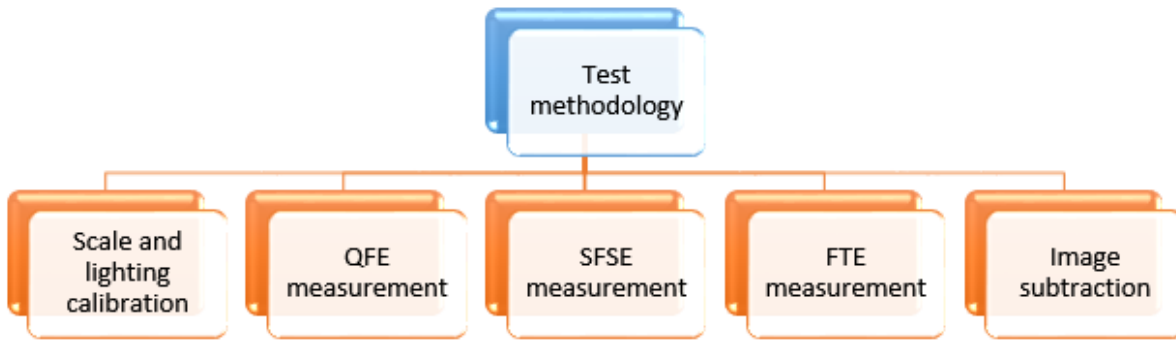 Test
methodology
Scale and
lighting
calibration
QFE
measurement
SFSE
measurement
FTE
measurement
Image
subtraction